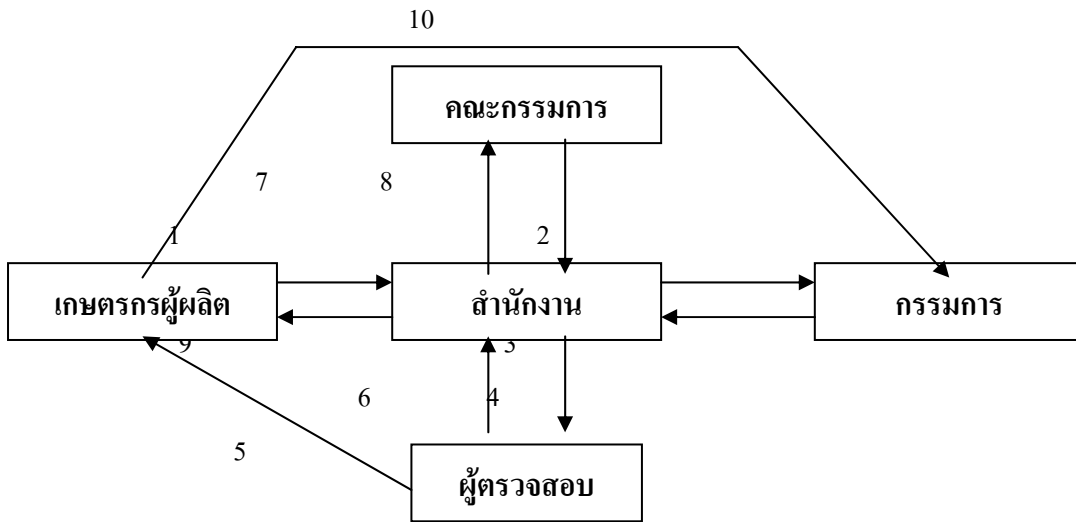 10
คณะกรรมการ
7 8
1 2
เกษตรกรผู้ผลิต สำนักงาน กรรมการ
9 3
6 4
5
ผู้ตรวจสอบ